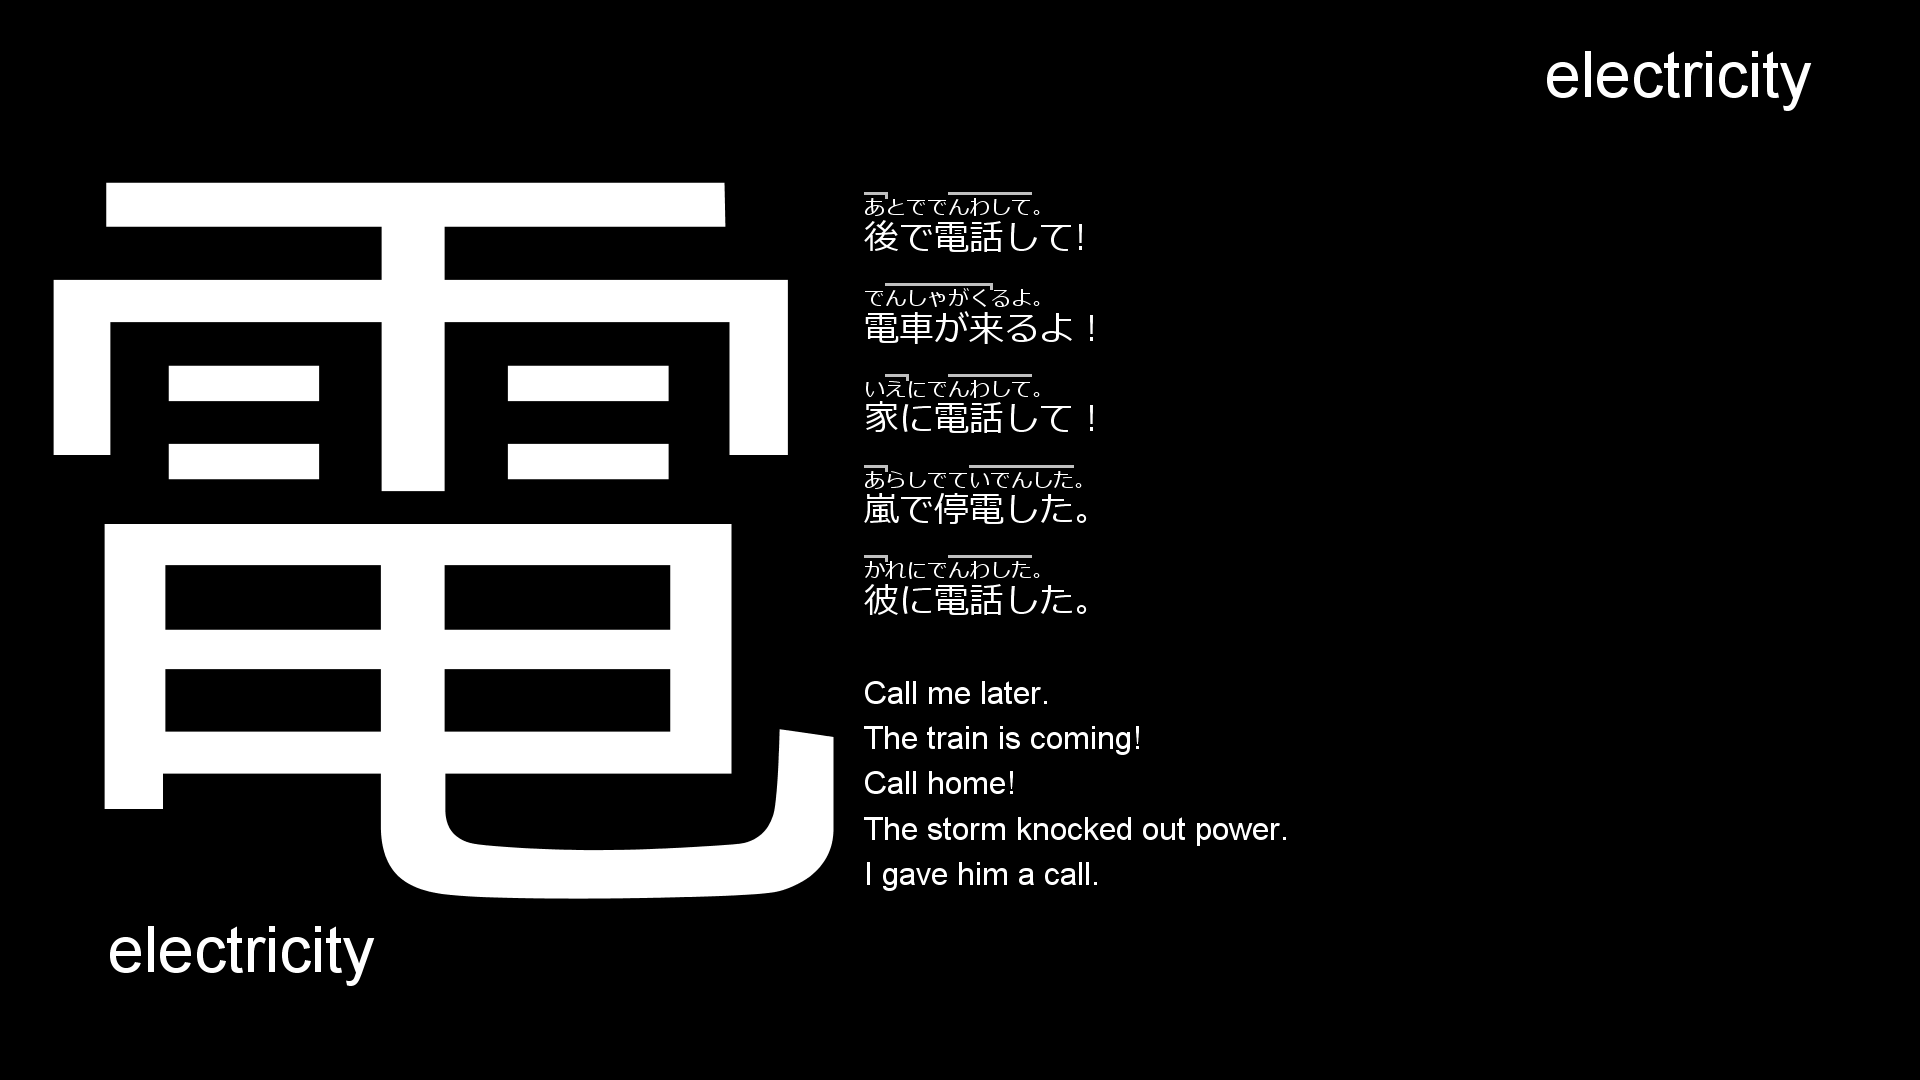 electricity
電
あとででんわして。
後で電話して!
でんしゃがくるよ。
電車が来るよ！
いえにでんわして。
家に電話して！
あらしでていでんした。
嵐で停電した。
かれにでんわした。
彼に電話した。
Call me later.
The train is coming!
Call home!
The storm knocked out power.
I gave him a call.
electricity